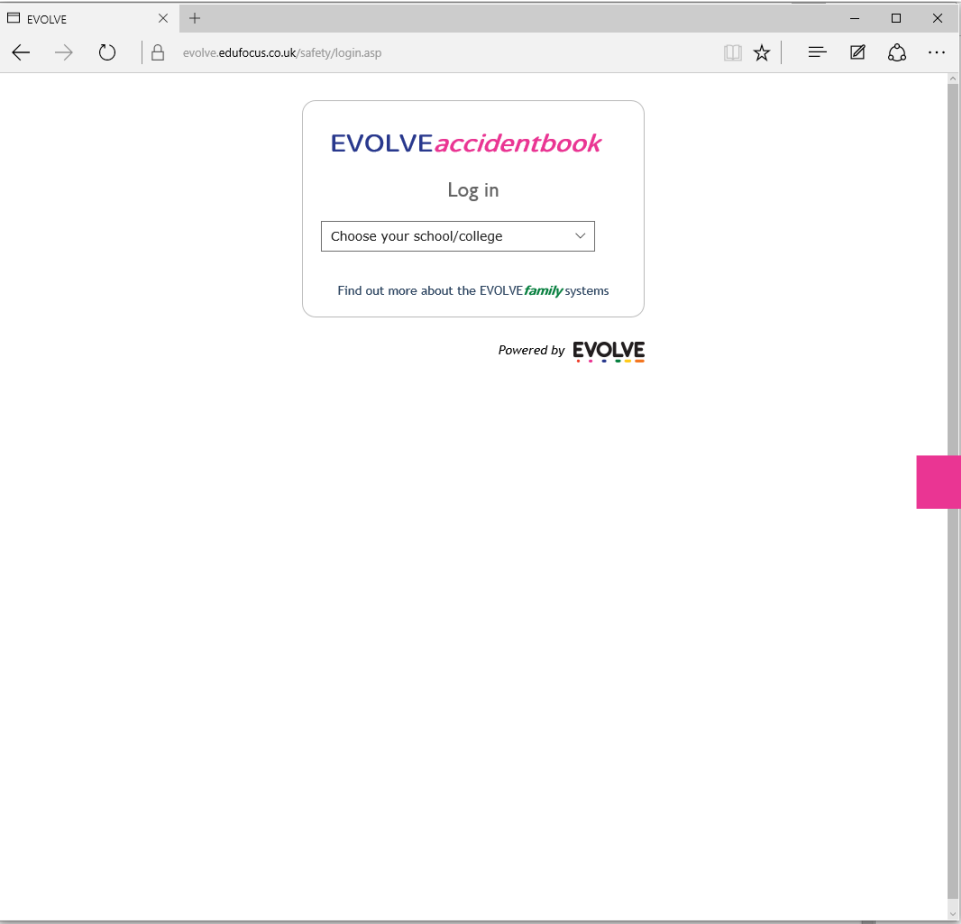 EVOLVE
evolve.edufocus.co.uk/safety/login.asp
EVOLVEaccidentbook
Log in
Choose your school/college
Find out more about the EVOLVEfamily systems
Powered by EVOLVE